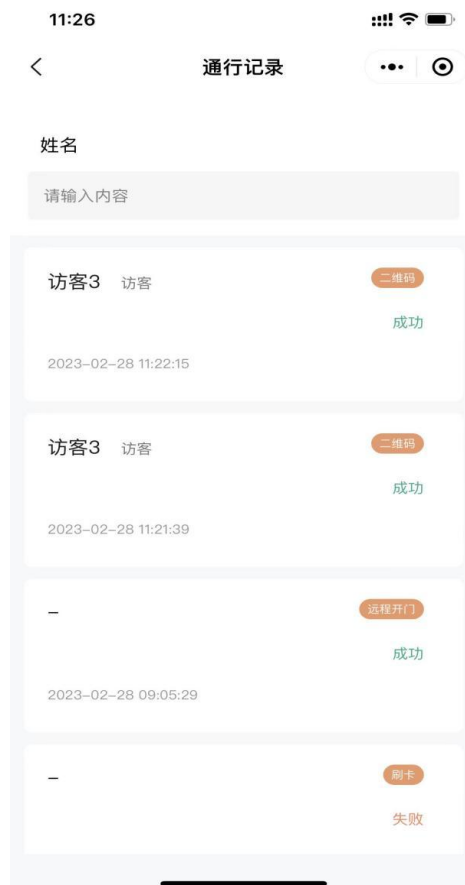 11:26
通行记录
姓名
请输入内容
访客3 访客 二维码
成功
2023-02-28 11:22:15
访客3 访客 二维码
成功
2023-02-28 11:21:39
- 远程开门
成功
2023-02-28 09:05:29
- 刷卡
失败